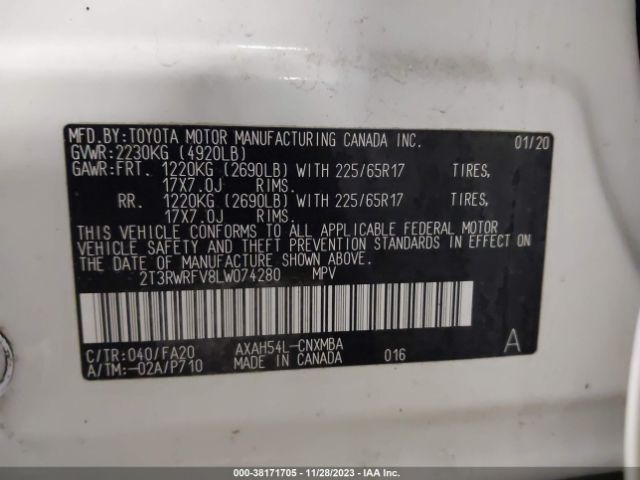 MFD.BY:TOYOTA MOTOR MANUFACTURING CANADA INC. 01/20
GVWR:2230KG (4920LB)
GAWR:FRT. 1220KG (2690LB) WITH 225/65R17 TIRES,
17X7.0J RIMS.
RR. 1220KG (2690LB) WITH 225/65R17 TIRES,
17X7.0J RIMS.
THIS VEHICLE CONFORMS TO ALL APPLICABLE FEDERAL MOTOR
VEHICLE SAFETY AND THEFT PREVENTION STANDARDS IN EFFECT ON
THE DATE OF MANUFACTURE SHOWN ABOVE.
2T3RWRFV8LW074280 MPV
C/TR:040/FA20 AXAH54L-CNXMBA A
A/TM:-02A/P710 MADE IN CANADA 016
000-38171705 - 11/28/2023 - IAAI.com